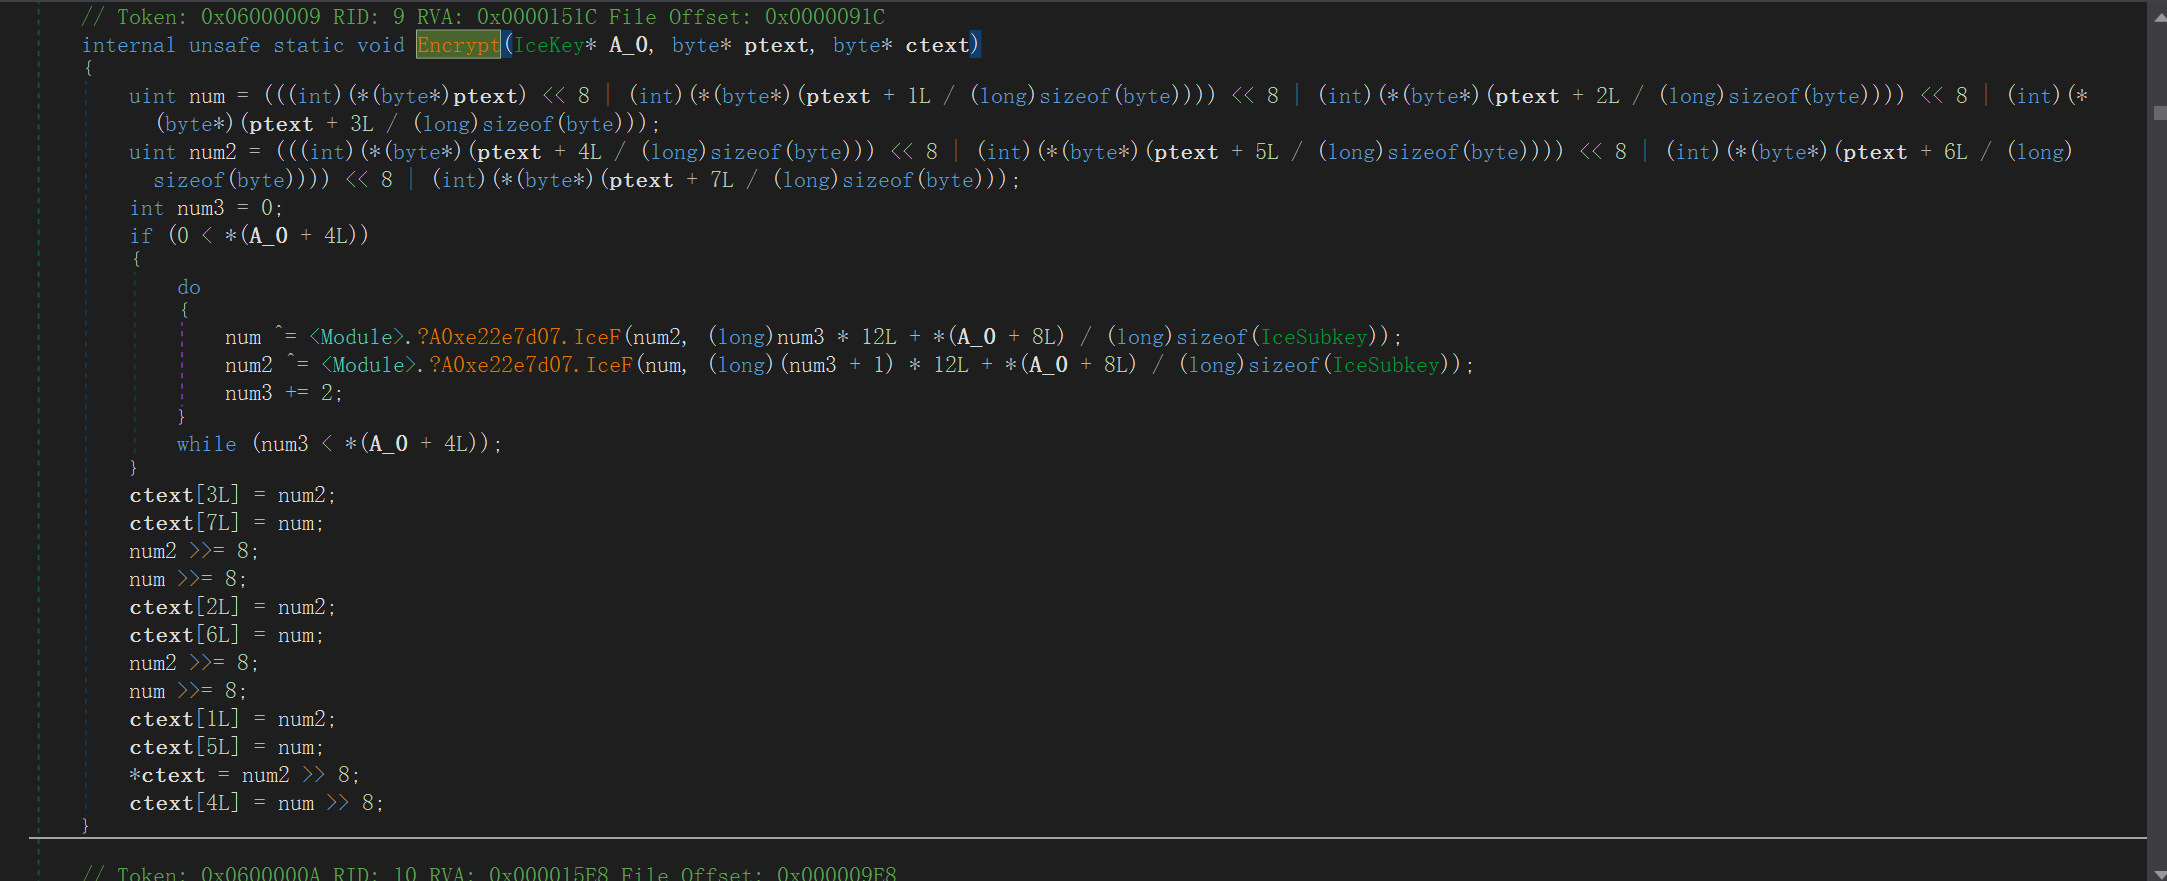 // Token: 0x06000009 RID: 9 RVA: 0x0000151C File Offset: 0x0000091C
internal unsafe static void Encrypt(IceKey* A_0, byte* ptext, byte* ctext)
{
uint num = (((int)(*(byte*)ptext) << 8 | (int)(*(byte*)(ptext + 1L / (long)sizeof(byte)))) << 8 | (int)(*(byte*)(ptext + 2L / (long)sizeof(byte)))) << 8 | (int)(*
(byte*)(ptext + 3L / (long)sizeof(byte)));
uint num2 = (((int)(*(byte*)(ptext + 4L / (long)sizeof(byte))) << 8 | (int)(*(byte*)(ptext + 5L / (long)sizeof(byte)))) << 8 | (int)(*(byte*)(ptext + 6L / (long)
sizeof(byte)))) << 8 | (int)(*(byte*)(ptext + 7L / (long)sizeof(byte)));
int num3 = 0;
if (0 < *(A_0 + 4L))
{
do
{
num ^= <Module>.?A0xe22e7d07.IceF(num2, (long)num3 * 12L + *(A_0 + 8L) / (long)sizeof(IceSubkey));
num2 ^= <Module>.?A0xe22e7d07.IceF(num, (long)(num3 + 1) * 12L + *(A_0 + 8L) / (long)sizeof(IceSubkey));
num3 += 2;
}
while (num3 < *(A_0 + 4L));
}
ctext[3L] = num2;
ctext[7L] = num;
num2 >>= 8;
num >>= 8;
ctext[2L] = num2;
ctext[6L] = num;
num2 >>= 8;
num >>= 8;
ctext[1L] = num2;
ctext[5L] = num;
*ctext = num2 >> 8;
ctext[4L] = num >> 8;
}
// Token: 0x0600000A RID: 10 RVA: 0x000015E8 File Offset: 0x000009E8